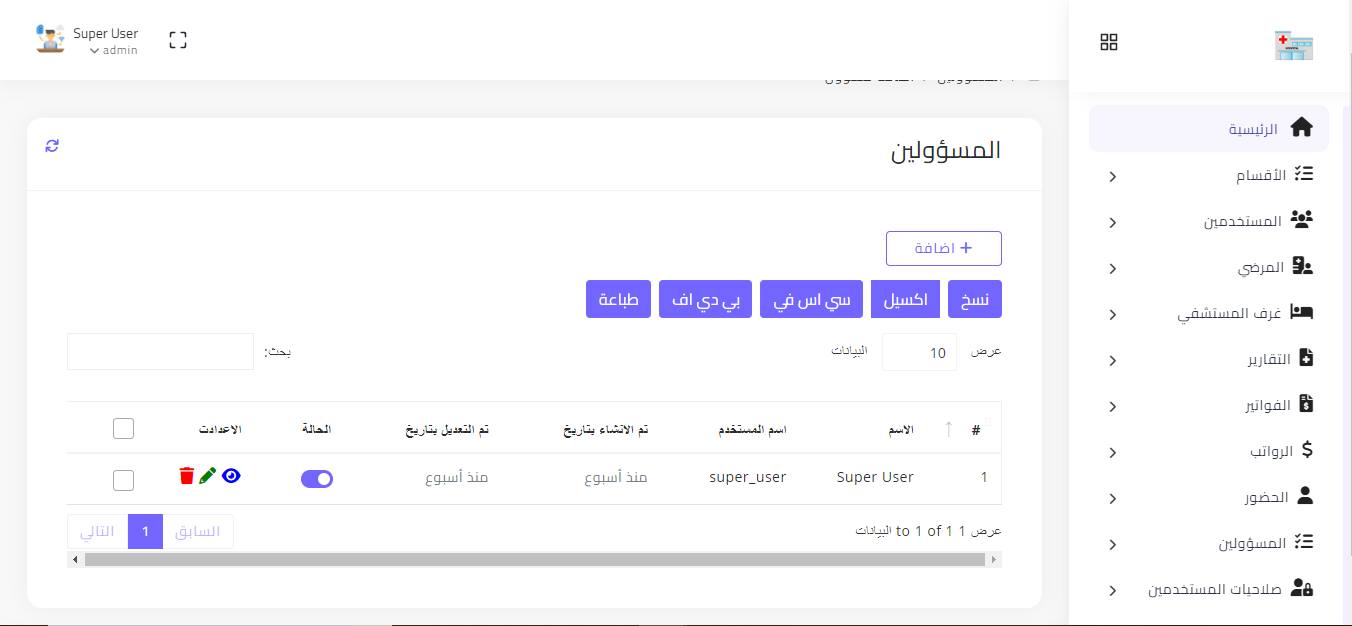 Super User
admin
المسؤولين
اضافة
نسخ اكسيل سي اس في بي دي اف طباعة
عرض 10 البيانات
بحث:
# الاسم اسم المستخدم تم الانشاء بتاريخ تم التعديل بتاريخ الحالة الاعدادت
1 Super User super_user منذ أسبوع منذ أسبوع
عرض 1 to 1 of 1 البيانات
السابق 1 التالي
الرئيسية
الأقسام
المستخدمين
المرضي
غرف المستشفي
التقارير
الفواتير
الرواتب
الحضور
المسؤولين
صلاحيات المستخدمين